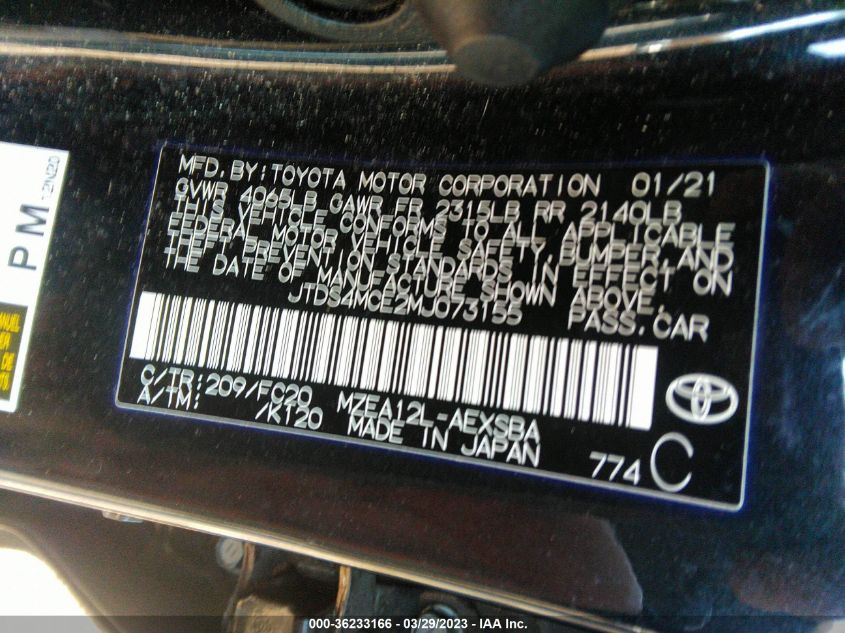 MFD. BY: TOYOTA MOTOR CORPORATION 01/21
GVWR 4065LB GAWR FR 2315LB RR 2140LB
THIS VEHICLE CONFORMS TO ALL APPLICABLE
FEDERAL MOTOR VEHICLE SAFETY, BUMPER, AND
THEFT PREVENTION STANDARDS IN EFFECT ON
THE DATE OF MANUFACTURE SHOWN ABOVE.
JTDS4MCE2MJ073155 PASS. CAR
C/TR: 209/FC20 MZEA12L-AEXSBA
A/TM: /KT20 MADE IN JAPAN
774 C
PM
000-36233166 - 03/29/2023 - IAA Inc.